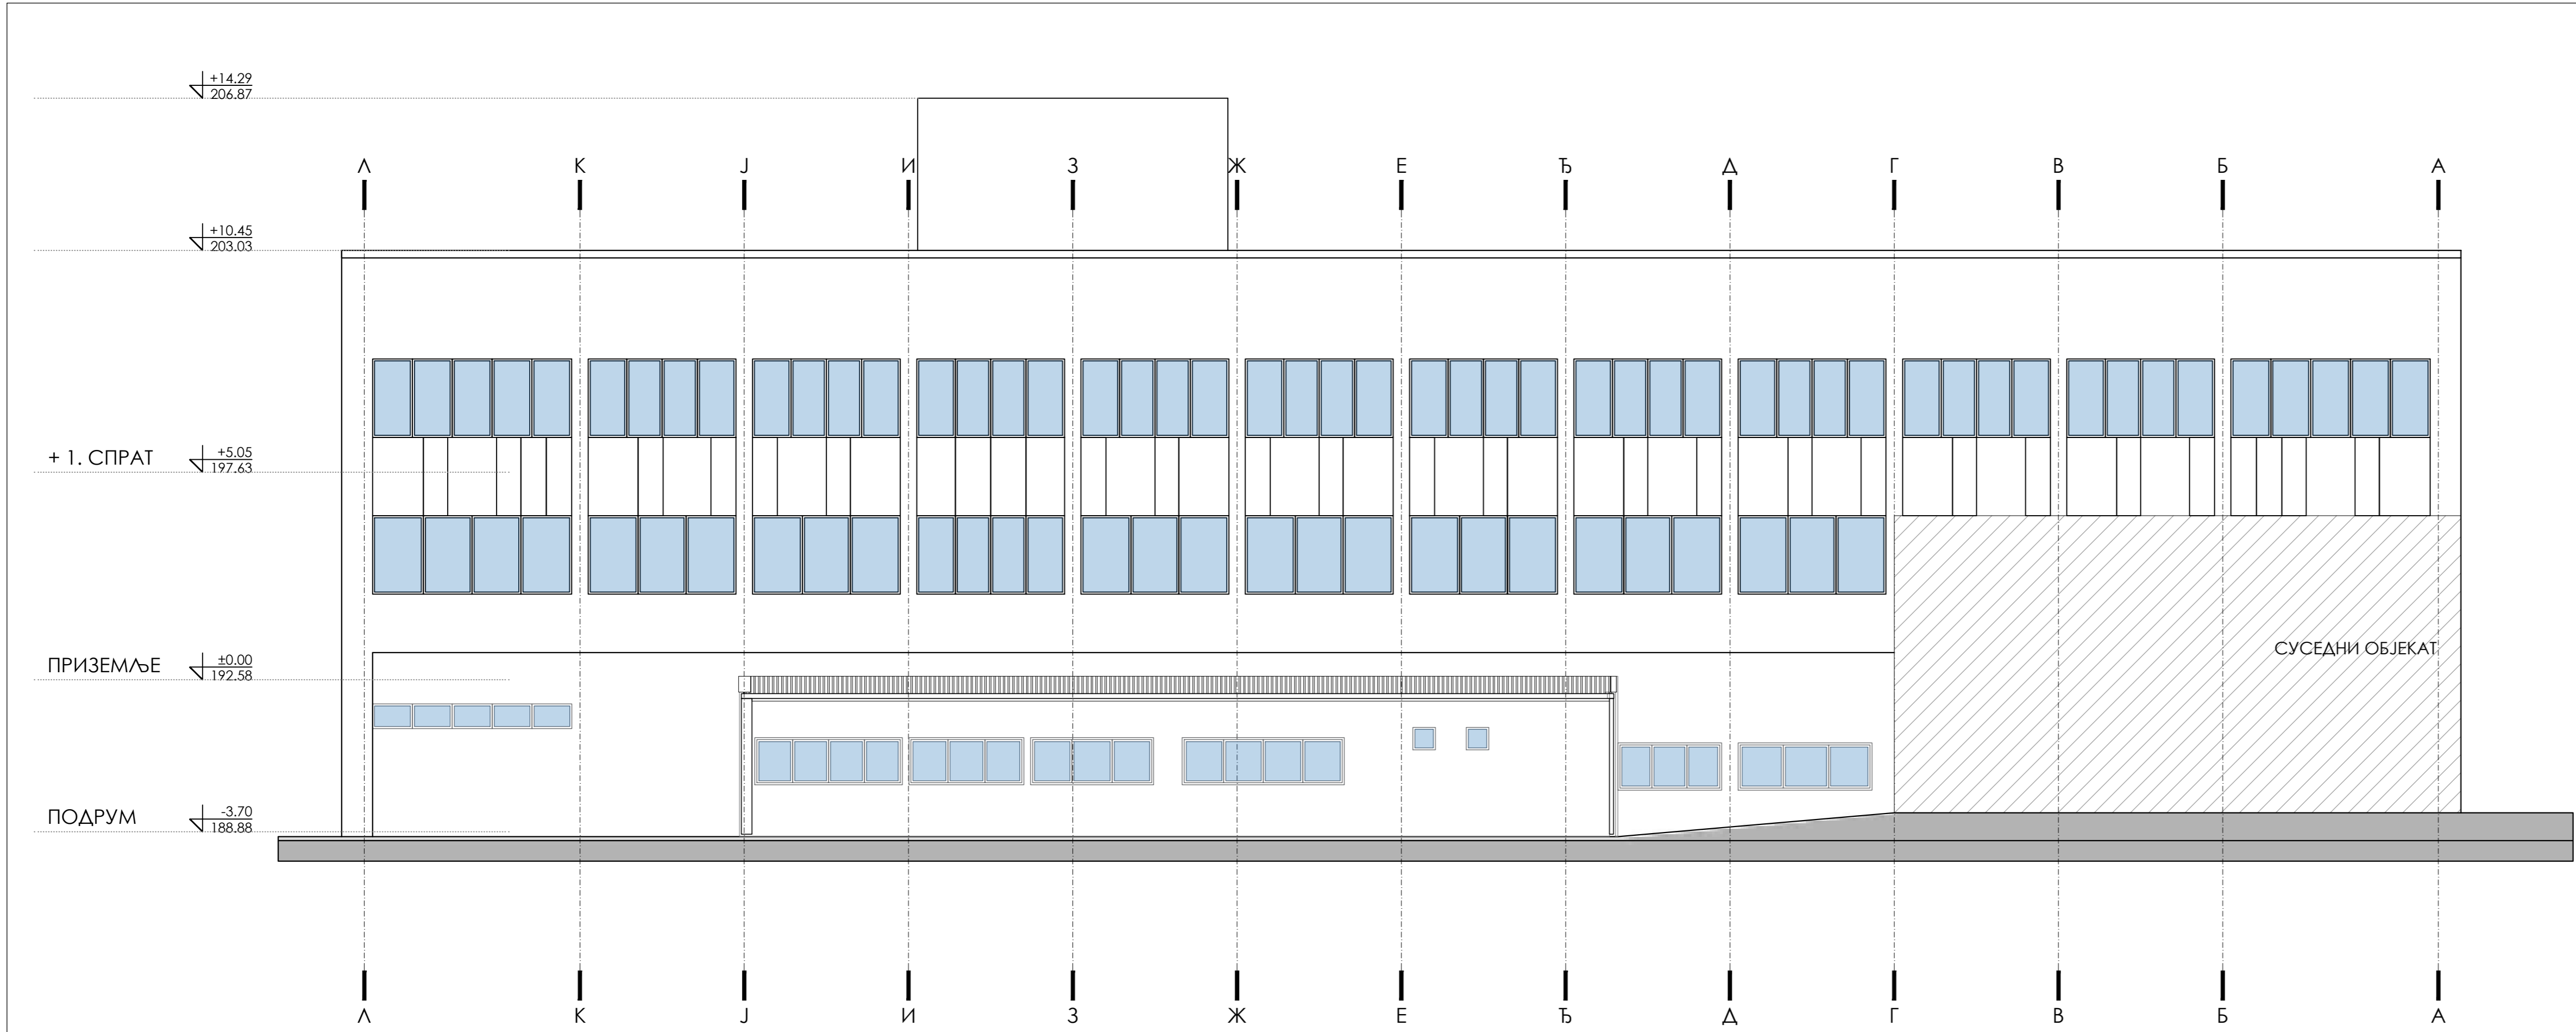 +14.29
206.87
Л К Ј И З Ж Е Ђ Д Г В Б А
+10.45
203.03
+ 1. СПРАТ
+5.05
197.63
СУСЕДНИ ОБЈЕКАТ
ПРИЗЕМЉЕ
±0.00
192.58
ПОДРУМ
-3.70
188.88
Л К Ј И З Ж Е Ђ Д Г В Б А